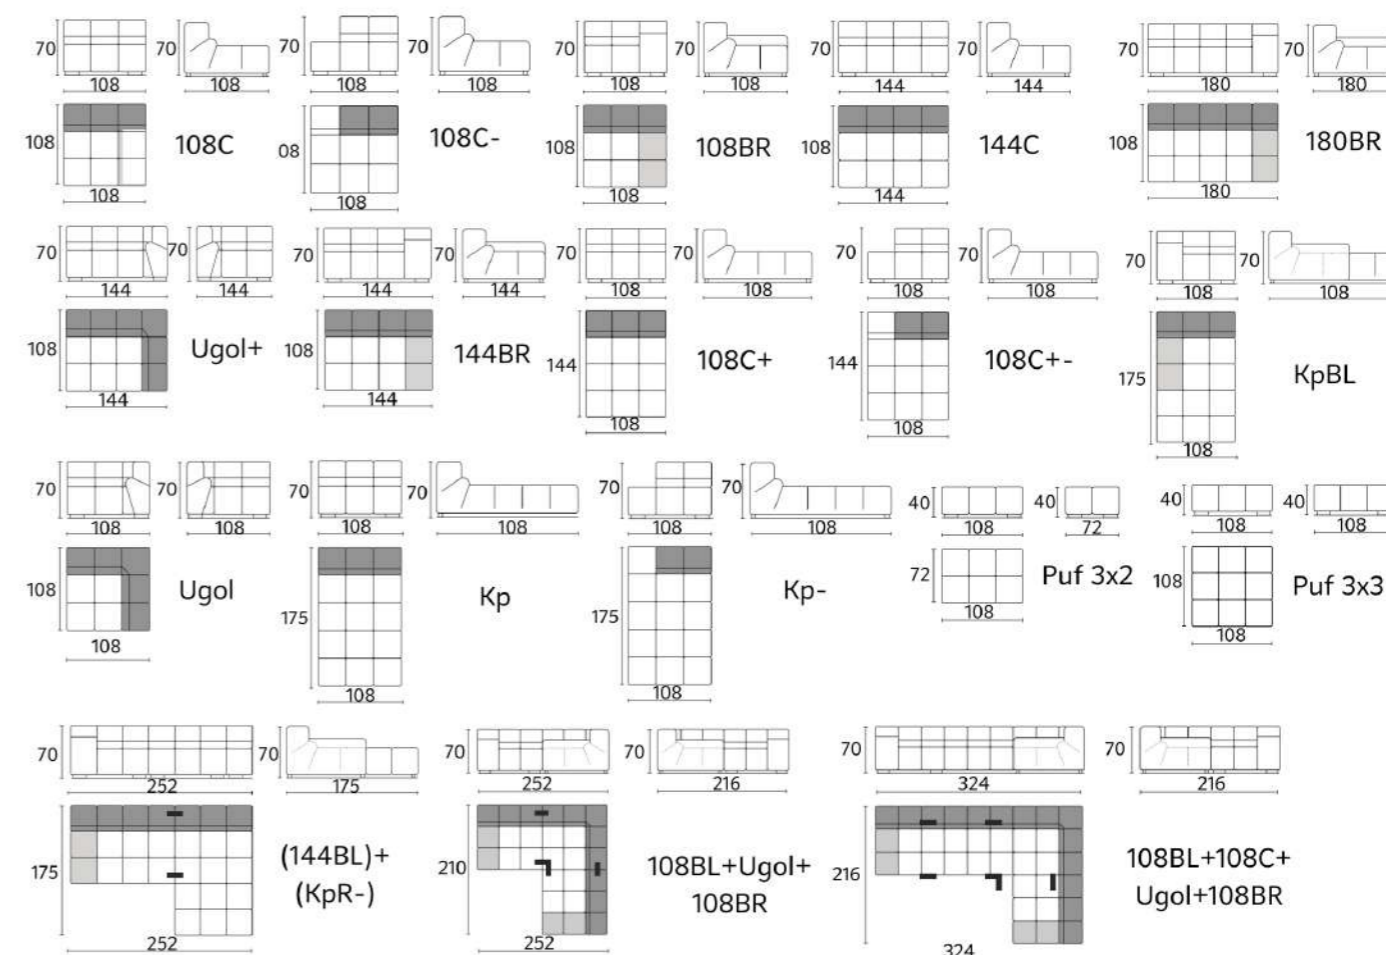 70 70 70 70 70 70 70 70 70 70
108 108 108 108 108 108 144 144 180 180
108 108C 08 108C- 108 108BR 108 144C 108 180BR
108 108 108 144 180
70 70 70 70 70 70 70 70 70 70
144 144 144 144 108 108 108 108 108 108
108 Ugol+ 108 144BR 144 108C+ 144 108C+- 175 KpBL
144 144 108 108 108
70 70 70 70 70 70 40 40 40 40
108 108 108 108 108 108 108 72 108 108
108 Ugol 175 Kp 175 Kp- 72 Puf 3x2 108 Puf 3x3
108 108 108 108 108
70 70 70 70 70 70
252 175 252 216 324 216
175 (144BL)+ 210 108BL+Ugol+ 216 108BL+108C+
(KpR-) 108BR Ugol+108BR
252 252 324